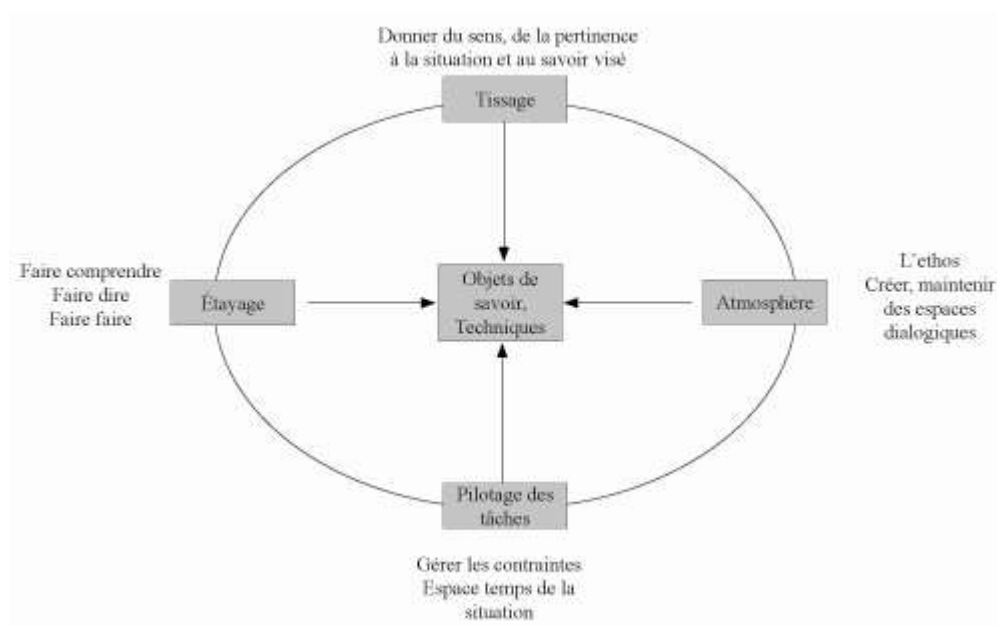 Donner du sens, de la pertinence
à la situation et au savoir visé
Tissage
Faire comprendre
Faire dire
Faire faire
Étayage
Objets de
savoir,
Techniques
Atmosphère
L'ethos
Créer, maintenir
des espaces
dialogiques
Pilotage des
tâches
Gérer les contraintes
Espace temps de la
situation